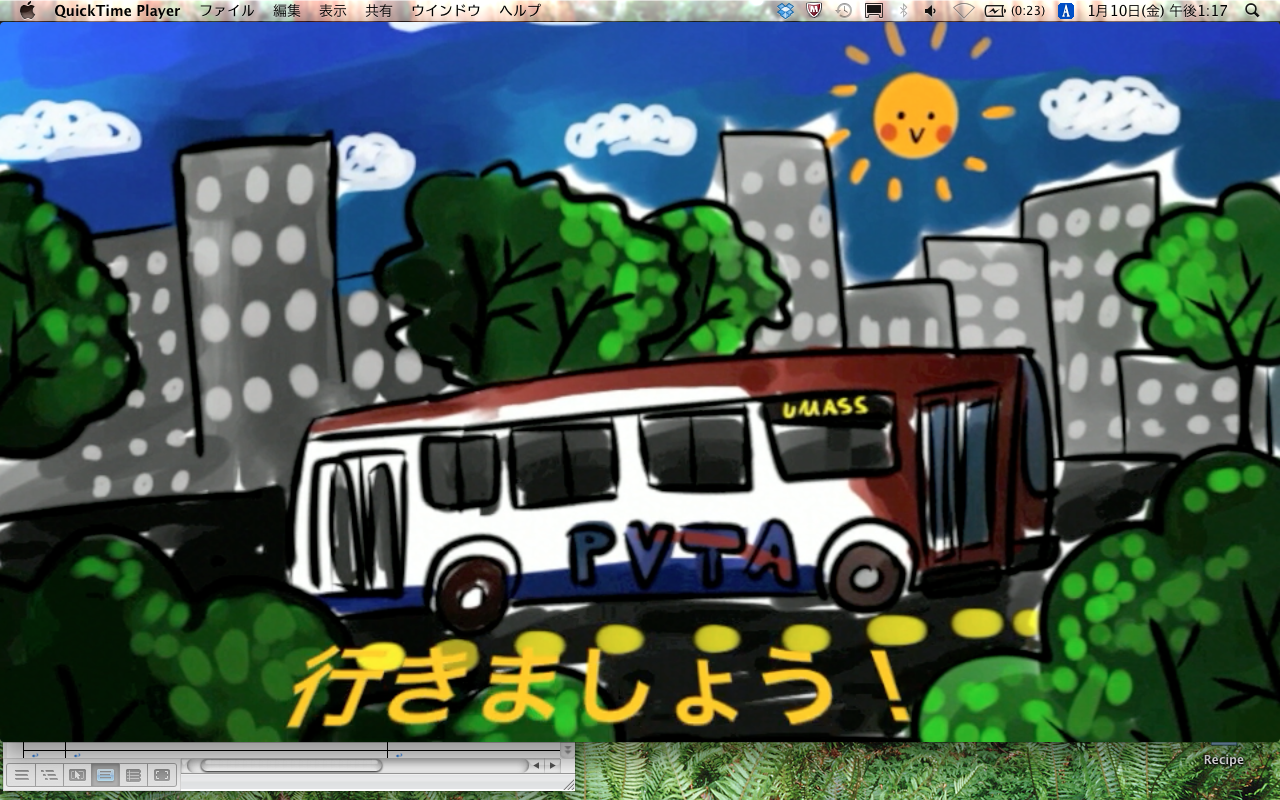 QuickTime Player ファイル 編集 表示 共有 ウインドウ ヘルプ (0:23) A 1月10日(金) 午後1:17
UMASS
PVTA
行きましょう！
Recipe